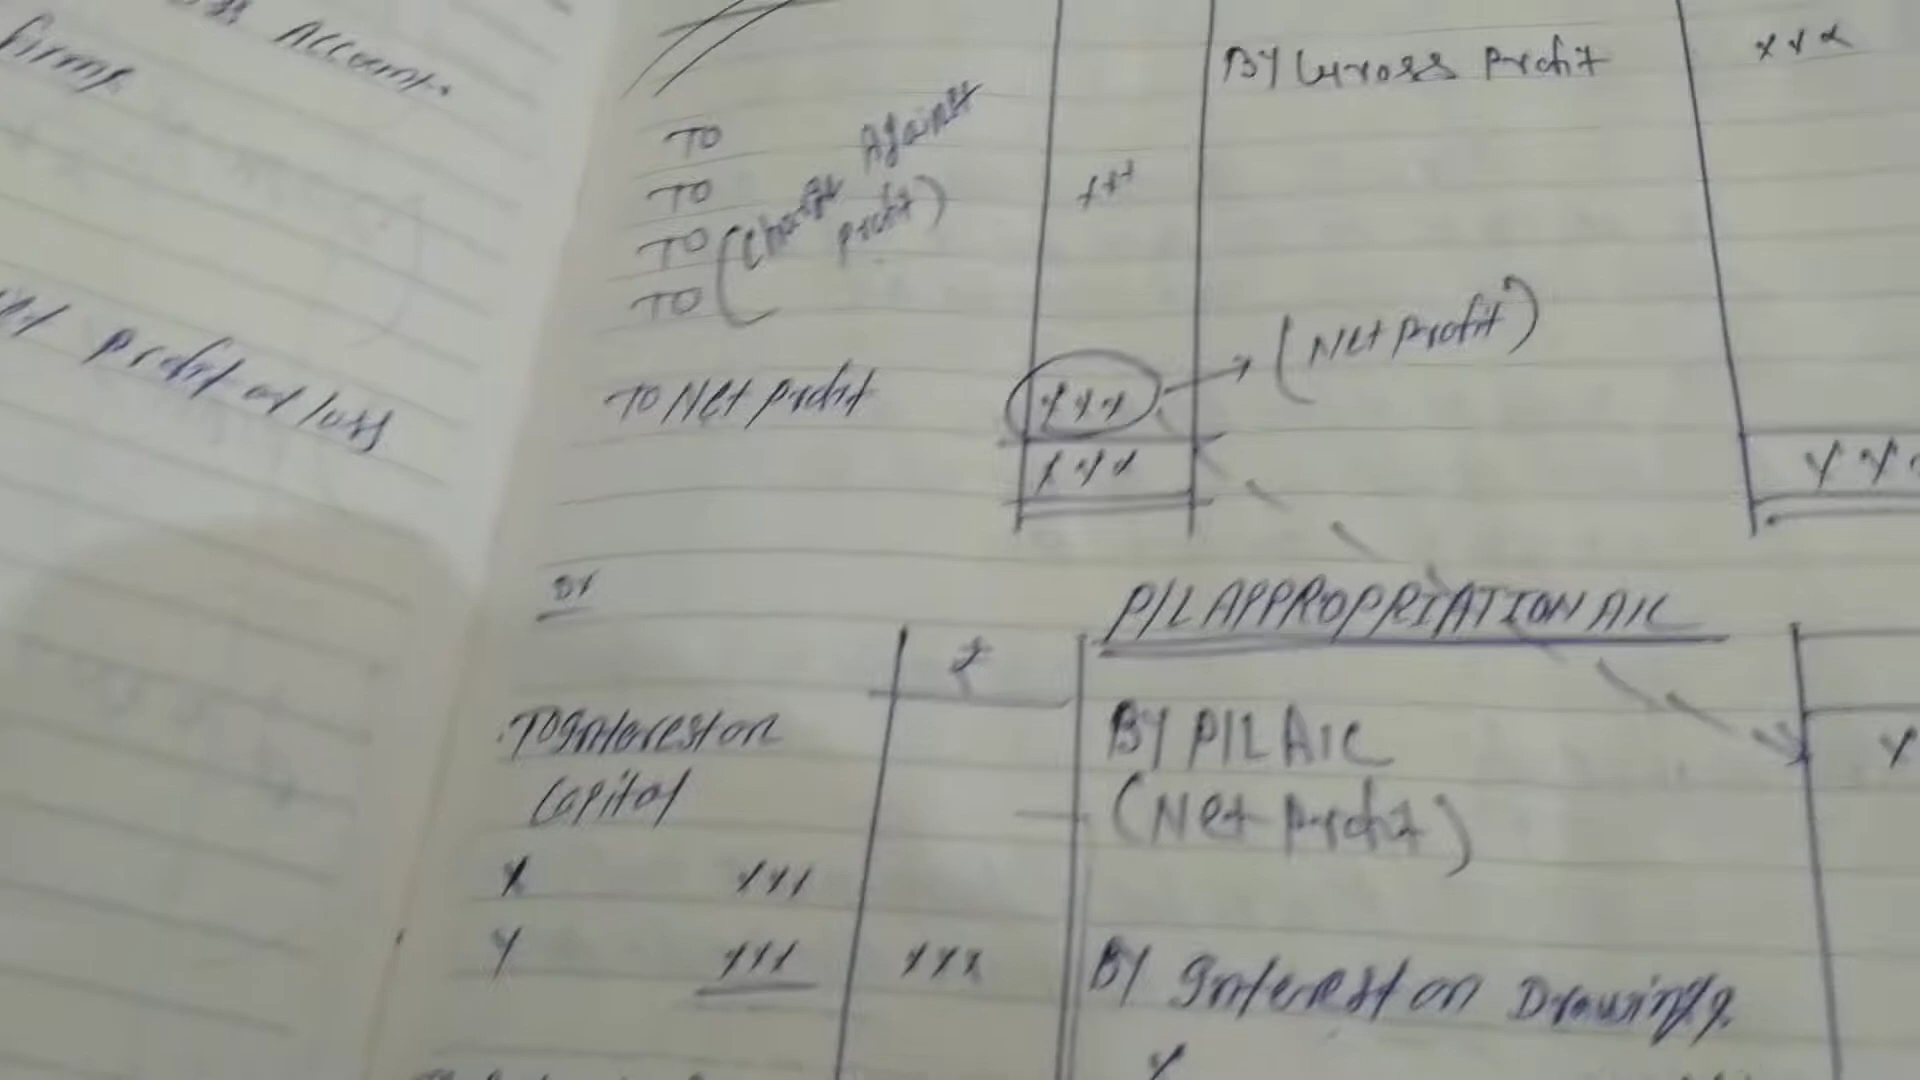 Account.
firms
profit or loss
By Gross Profit xxx
To
To
To (Charge Against
profit)
To
xxx
To Net profit xxx (Net profit)
xxx
Dr
P/L APPROPRIATION A/C
₹
To Interest on
Capital
X xxx
Y xxx xxx
By P/L A/C
(Net profit)
By Interest on Drawings